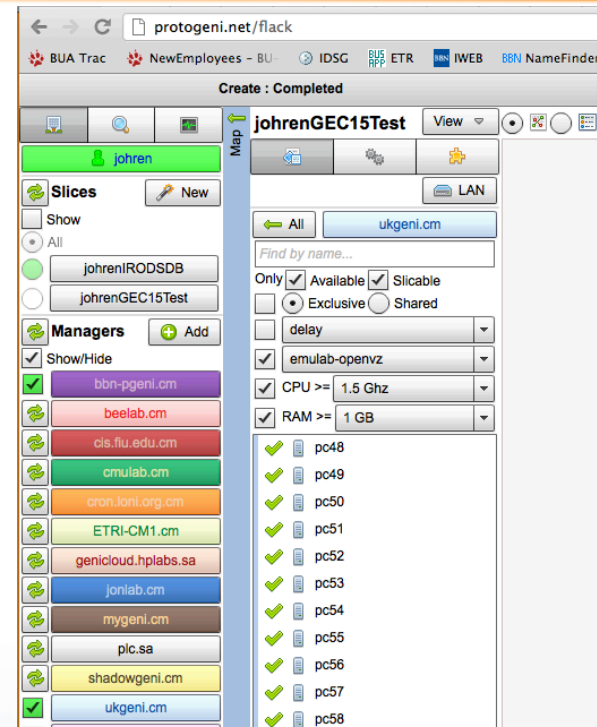 protogeni.net/flack
BUA Trac NewEmployees - BU- IDSG BUS APP ETR BBN IWEB BBN NameFinder
Create : Completed
johren
Slices New
Show
All
johrenIRODSDB
johrenGEC15Test
Managers Add
Show/Hide
bbn-pgeni.cm
beelab.cm
cis.fiu.edu.cm
cmulab.cm
cron.loni.org.cm
ETRI-CM1.cm
genicloud.hplabs.sa
jonlab.cm
mygeni.cm
plc.sa
shadowgeni.cm
ukgeni.cm
Map
johrenGEC15Test View
LAN
All ukgeni.cm
Find by name...
Only Available Slicable
Exclusive Shared
delay
emulab-openvz
CPU >= 1.5 Ghz
RAM >= 1 GB
pc48
pc49
pc50
pc51
pc52
pc53
pc54
pc55
pc56
pc57
pc58